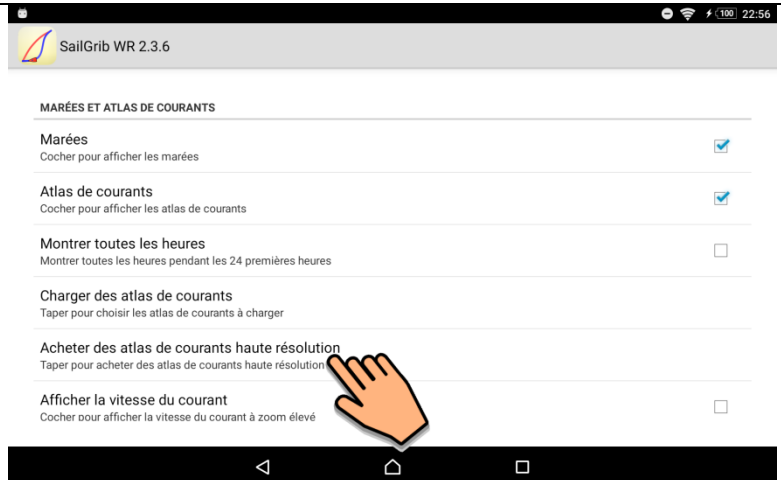 100 22:56
SailGrib WR 2.3.6
MARÉES ET ATLAS DE COURANTS
Marées
Cocher pour afficher les marées
Atlas de courants
Cocher pour afficher les atlas de courants
Montrer toutes les heures
Montrer toutes les heures pendant les 24 premières heures
Charger des atlas de courants
Taper pour choisir les atlas de courants à charger
Acheter des atlas de courants haute résolution
Taper pour acheter des atlas de courants haute résolution
Afficher la vitesse du courant
Cocher pour afficher la vitesse du courant à zoom élevé